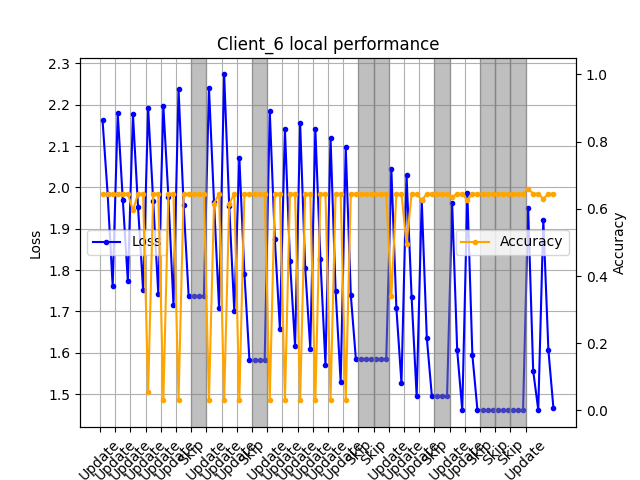 Client_6 local performance
2.3
2.2
2.1
2.0
1.9
1.8
1.7
1.6
1.5
Loss
Loss
Accuracy
1.0
0.8
0.6
0.4
0.2
0.0
Accuracy
Update
Update
Update
Update
Update
Update
Skip
Update
Update
Update
Skip
Update
Update
Update
Update
Update
Update
Skip
Skip
Update
Update
Update
Skip
Update
Update
Skip
Skip
Skip
Update